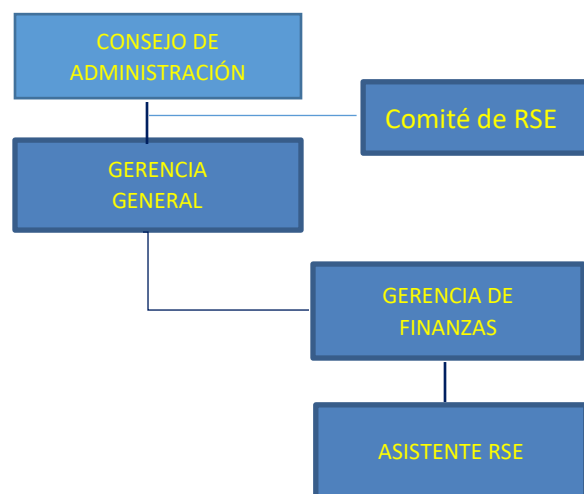 CONSEJO DE
ADMINISTRACIÓN
Comité de RSE
GERENCIA
GENERAL
GERENCIA DE
FINANZAS
ASISTENTE RSE